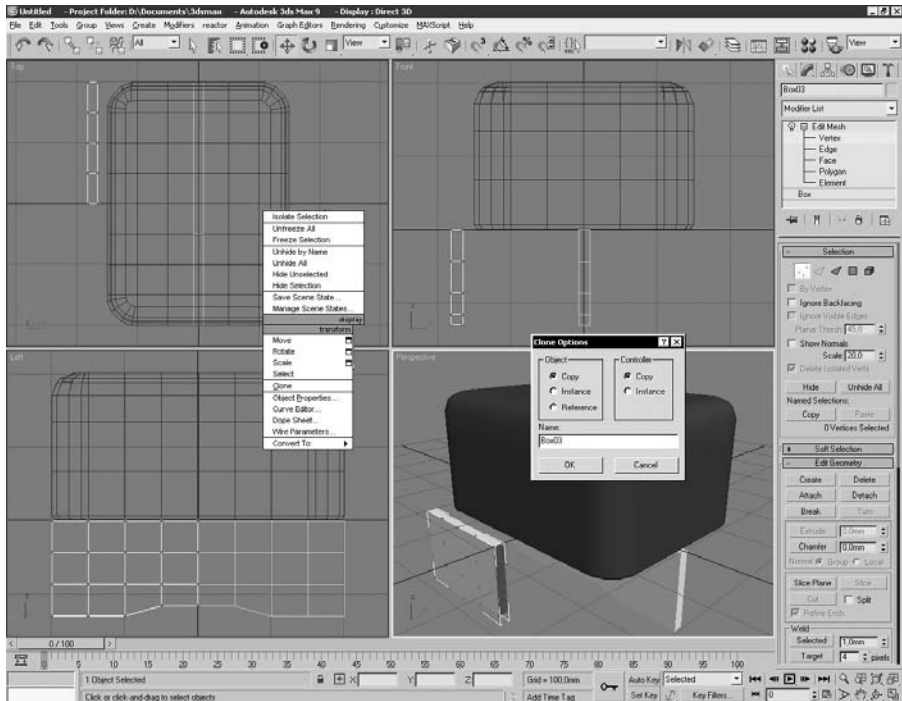 Untitled - Project Folder: D:\Documents\3dsmax - Autodesk 3ds Max 9 - Display : Direct 3D
File Edit Tools Group Views Create Modifiers reactor Animation Graph Editors Rendering Customize MAXScript Help
All
View
View
Top
Front
Left
Perspective
Isolate Selection
Unfreeze All
Freeze Selection
Unhide by Name
Unhide All
Hide Unselected
Hide Selection
Save Scene State...
Manage Scene States...
display
transform
Move
Rotate
Scale
Select
Clone
Object Properties...
Curve Editor...
Dope Sheet...
Wire Parameters...
Convert To:
Clone Options
Object
Copy
Instance
Reference
Controller
Copy
Instance
Name:
Box03
OK Cancel
Box03
Modifier List
Edit Mesh
Vertex
Edge
Face
Polygon
Element
Box
Selection
By Vertex
Ignore Backfacing
Ignore Visible Edges
Planar Thresh: 45,0
Show Normals
Scale: 20,0
Delete Isolated Verts
Hide Unhide All
Named Selections:
Copy Paste
0 Vertices Selected
Soft Selection
Edit Geometry
Create Delete
Attach Detach
Break Turn
Extrude 0,0mm
Chamfer 0,0mm
Normal: Group Local
Slice Plane Slice
Cut Split
Refine Ends
Weld
Selected 1,0mm
Target 4 pixels
0 / 100
0 5 10 15 20 25 30 35 40 45 50 55 60 65 70 75 80 85 90 95 100
1 Object Selected
X Y Z
Grid = 100,0mm
Auto Key Selected
Click or click-and-drag to select objects
Add Time Tag
Set Key Key Filters...
0